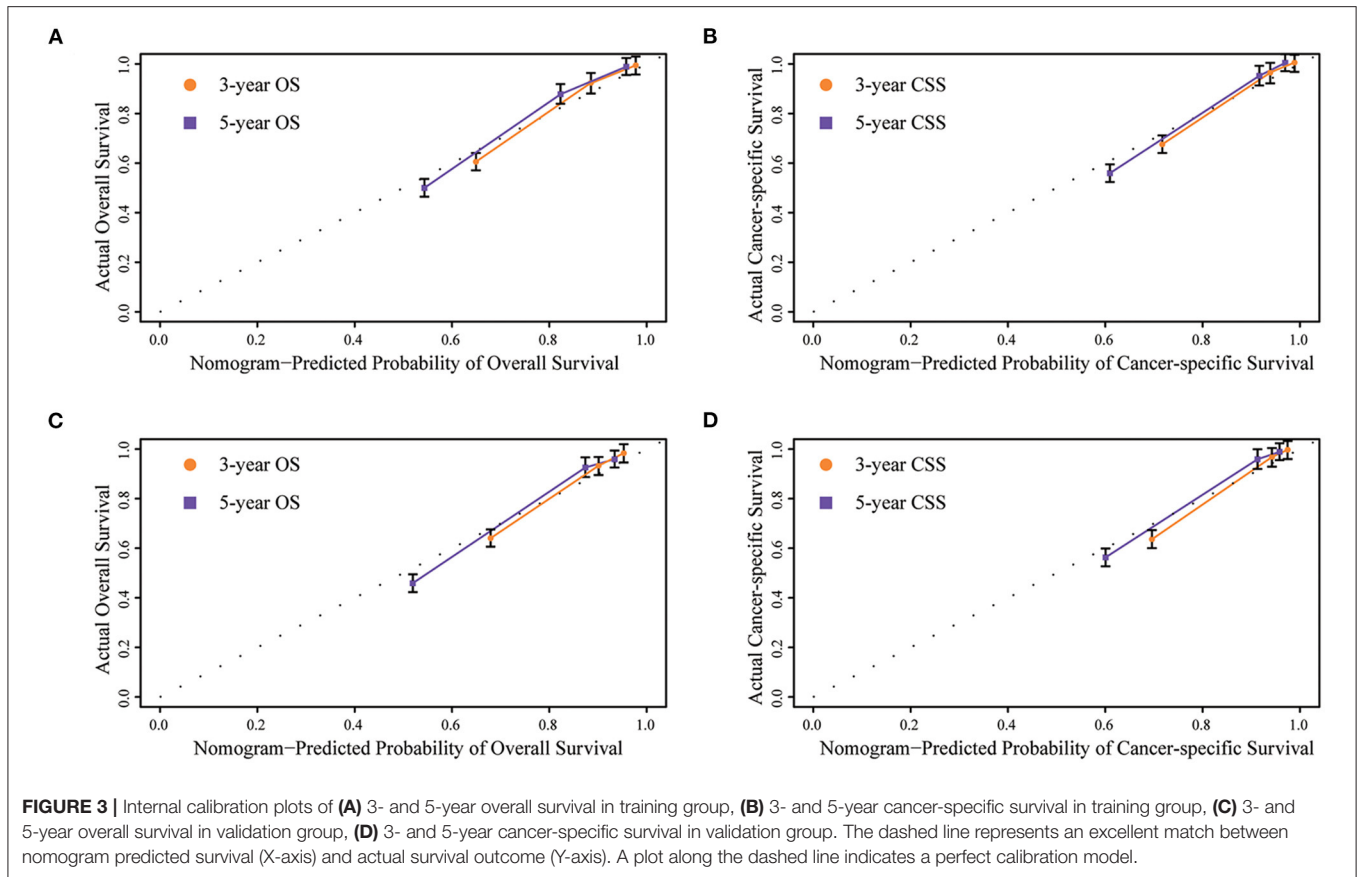 A
Actual Overall Survival
1.0
0.8
0.6
0.4
0.2
0.0
3-year OS
5-year OS
0.0 0.2 0.4 0.6 0.8 1.0
Nomogram−Predicted Probability of Overall Survival
B
Actual Cancer-specific Survival
1.0
0.8
0.6
0.4
0.2
0.0
3-year CSS
5-year CSS
0.0 0.2 0.4 0.6 0.8 1.0
Nomogram−Predicted Probability of Cancer-specific Survival
C
Actual Overall Survival
1.0
0.8
0.6
0.4
0.2
0.0
3-year OS
5-year OS
0.0 0.2 0.4 0.6 0.8 1.0
Nomogram−Predicted Probability of Overall Survival
D
Actual Cancer-specific Survival
1.0
0.8
0.6
0.4
0.2
0.0
3-year CSS
5-year CSS
0.0 0.2 0.4 0.6 0.8 1.0
Nomogram−Predicted Probability of Cancer-specific Survival
FIGURE 3 | Internal calibration plots of (A) 3- and 5-year overall survival in training group, (B) 3- and 5-year cancer-specific survival in training group, (C) 3- and
5-year overall survival in validation group, (D) 3- and 5-year cancer-specific survival in validation group. The dashed line represents an excellent match between
nomogram predicted survival (X-axis) and actual survival outcome (Y-axis). A plot along the dashed line indicates a perfect calibration model.